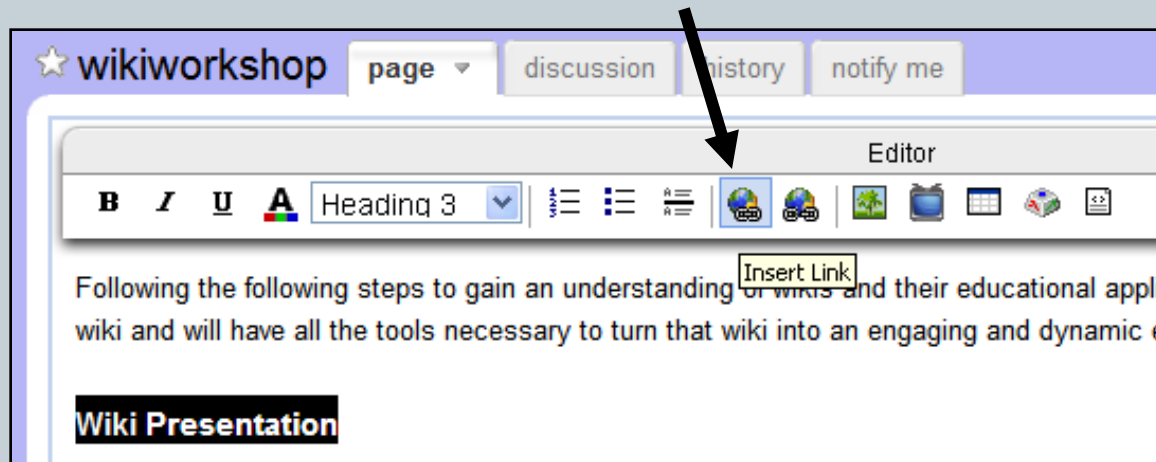 wikiworkshop page discussion history notify me
Editor
B I U A Heading 3
Insert Link
Following the following steps to gain an understanding of wikis and their educational appl
wiki and will have all the tools necessary to turn that wiki into an engaging and dynamic e
Wiki Presentation